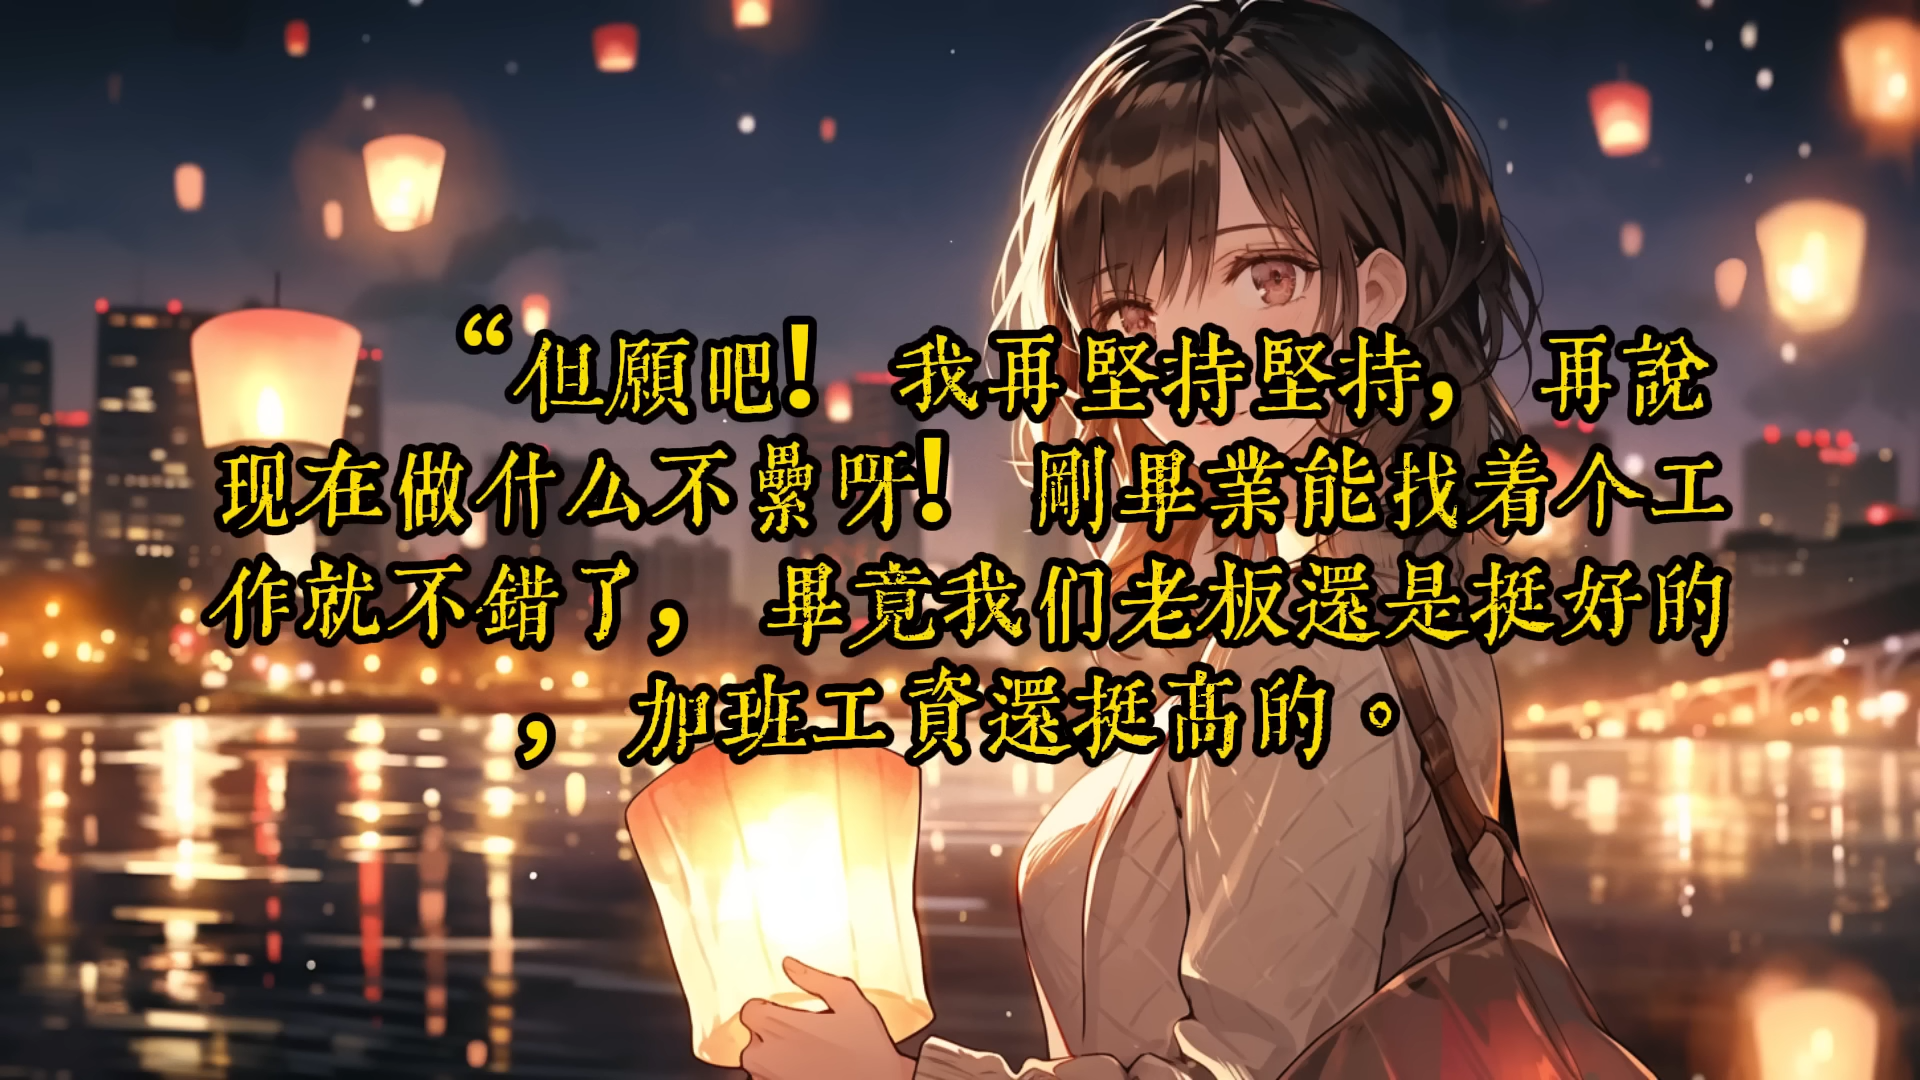 “但願吧！我再堅持堅持，再說
现在做什么不纍呀！剛畢業能找着个工
作就不錯了，畢竟我们老板還是挺好的
，加班工資還挺高的。